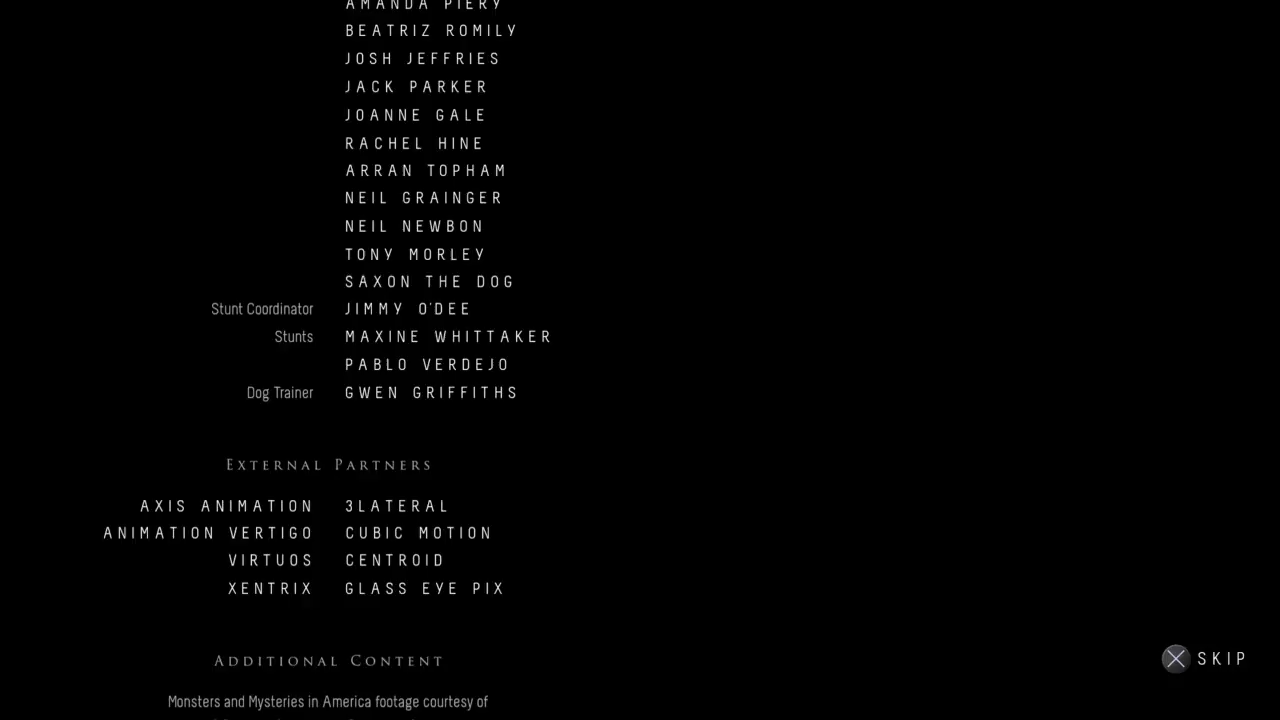 AMANDA PIERY
BEATRIZ ROMILY
JOSH JEFFRIES
JACK PARKER
JOANNE GALE
RACHEL HINE
ARRAN TOPHAM
NEIL GRAINGER
NEIL NEWBON
TONY MORLEY
SAXON THE DOG
Stunt Coordinator JIMMY O'DEE
Stunts MAXINE WHITTAKER
PABLO VERDEJO
Dog Trainer GWEN GRIFFITHS
EXTERNAL PARTNERS
AXIS ANIMATION 3LATERAL
ANIMATION VERTIGO CUBIC MOTION
VIRTUOS CENTROID
XENTRIX GLASS EYE PIX
SKIP
ADDITIONAL CONTENT
Monsters and Mysteries in America footage courtesy of